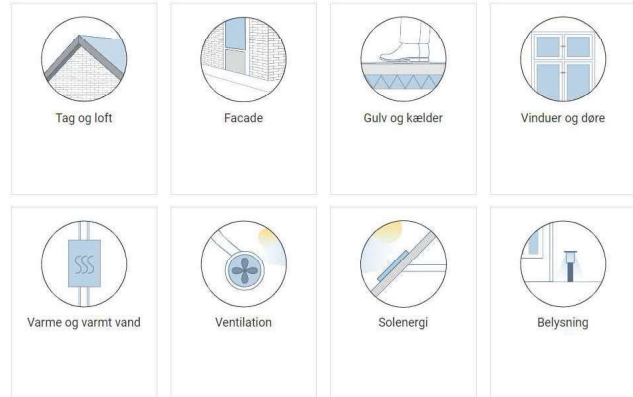 Tag og loft
Facade
Gulv og kælder
Vinduer og døre
Varme og varmt vand
Ventilation
Solenergi
Belysning